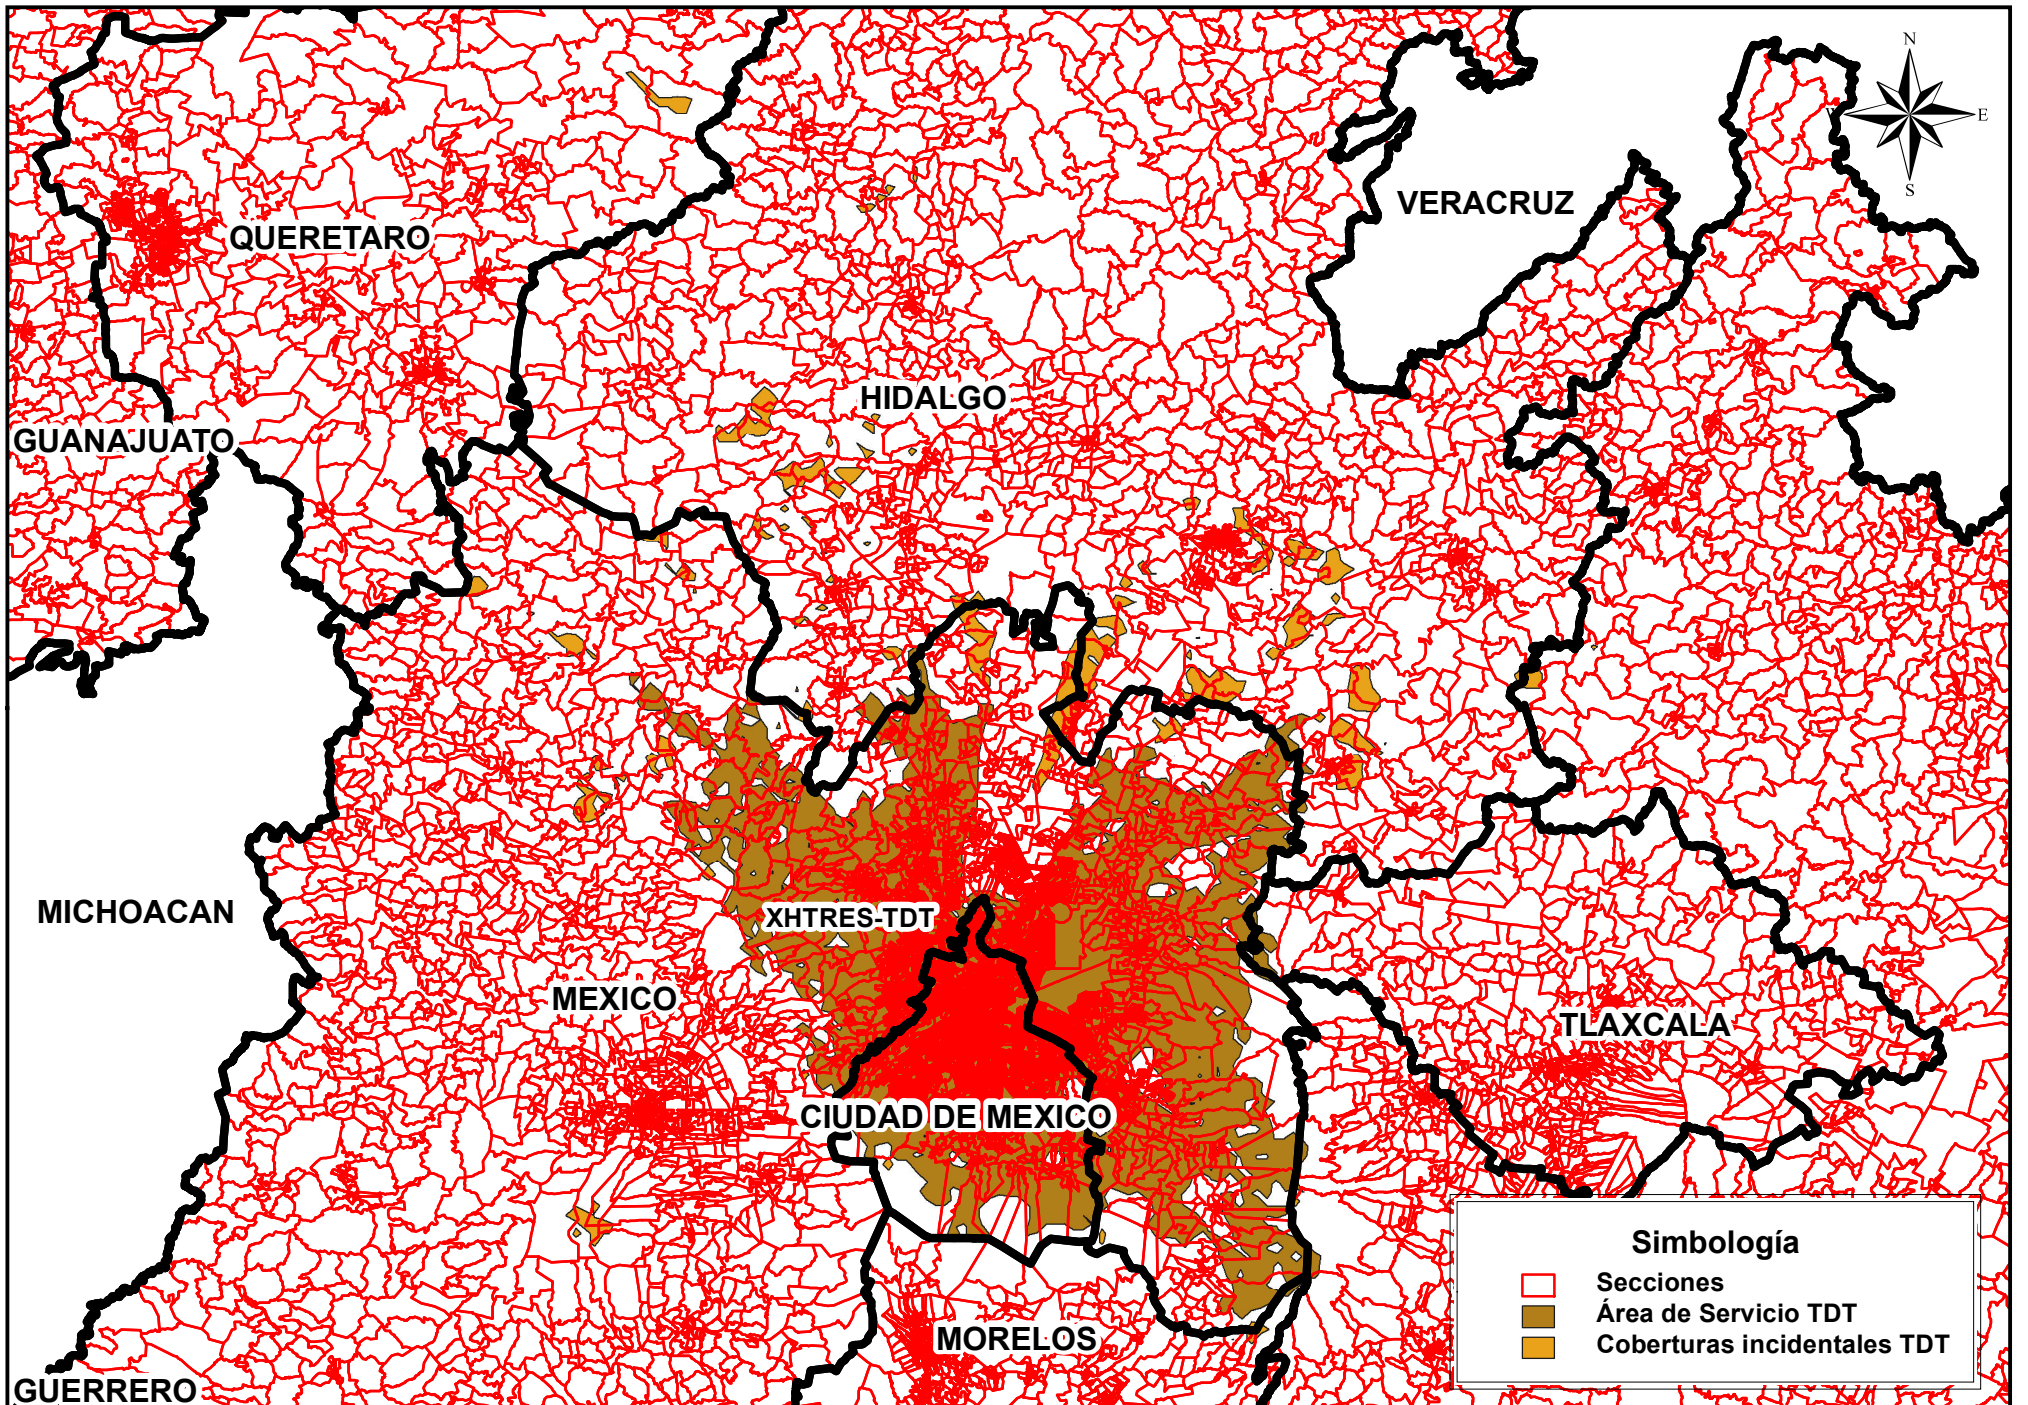 N
E
S
VERACRUZ
QUERETARO
HIDALGO
GUANAJUATO
MICHOACAN
XHTRES-TDT
MEXICO
TLAXCALA
CIUDAD DE MEXICO
MORELOS
GUERRERO
Simbología
Secciones
Área de Servicio TDT
Coberturas incidentales TDT